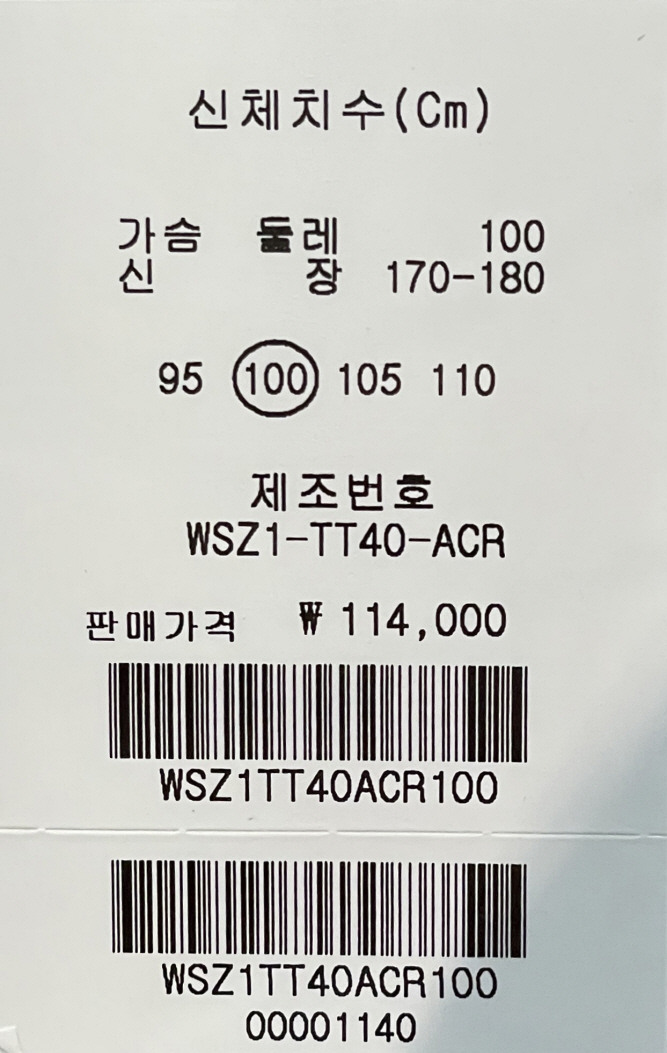 신체치수(Cm)
가슴 둘레 100
신 장 170-180
95 100 105 110
제조번호
WSZ1-TT40-ACR
판매가격 ₩ 114,000
WSZ1TT40ACR100
WSZ1TT40ACR100
00001140